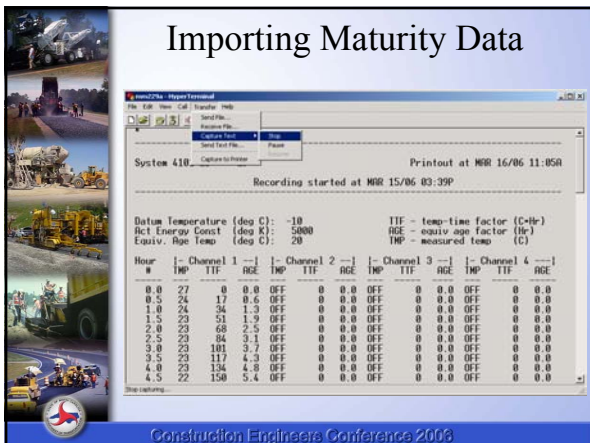 Importing Maturity Data
mm229a - HyperTerminal
File Edit View Call Transfer Help
Send File...
Receive File...
Capture Text
Stop
Send Text File...
Pause
Capture to Printer
System 410 Printout at MAR 16/06 11:05A
Recording started at MAR 15/06 03:39P
Datum Temperature (deg C): -10 TTF - temp-time factor (C*Hr)
Act Energy Const (deg K): 5000 AGE - equiv age factor (Hr)
Equiv. Age Temp (deg C): 20 TMP - measured temp (C)
Hour |- Channel 1 --| |- Channel 2 --| |- Channel 3 --| |- Channel 4 ---|
# TMP TTF AGE TMP TTF AGE TMP TTF AGE TMP TTF AGE
0.0 27 0 0.0 OFF 0 0.0 OFF 0 0.0 OFF 0 0.0
0.5 24 17 0.6 OFF 0 0.0 OFF 0 0.0 OFF 0 0.0
1.0 24 34 1.3 OFF 0 0.0 OFF 0 0.0 OFF 0 0.0
1.5 23 51 1.9 OFF 0 0.0 OFF 0 0.0 OFF 0 0.0
2.0 23 68 2.5 OFF 0 0.0 OFF 0 0.0 OFF 0 0.0
2.5 23 84 3.1 OFF 0 0.0 OFF 0 0.0 OFF 0 0.0
3.0 23 101 3.7 OFF 0 0.0 OFF 0 0.0 OFF 0 0.0
3.5 23 117 4.3 OFF 0 0.0 OFF 0 0.0 OFF 0 0.0
4.0 23 134 4.8 OFF 0 0.0 OFF 0 0.0 OFF 0 0.0
4.5 22 150 5.4 OFF 0 0.0 OFF 0 0.0 OFF 0 0.0
Stop capturing...
Construction Engineers Conference 2006